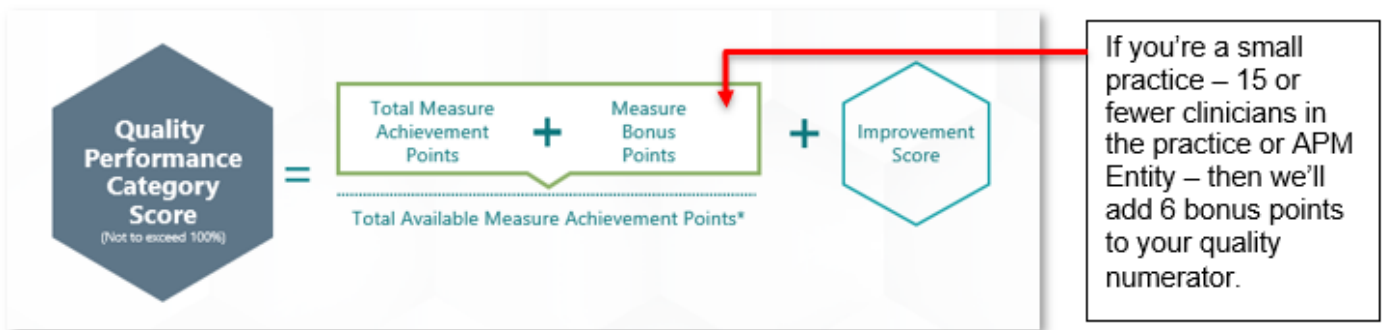 Quality
Performance
Category
Score
(Not to exceed 100%)
=
Total Measure
Achievement
Points
+
Measure
Bonus
Points
Total Available Measure Achievement Points*
+
Improvement
Score
If you’re a small
practice – 15 or
fewer clinicians in
the practice or APM
Entity – then we’ll
add 6 bonus points
to your quality
numerator.